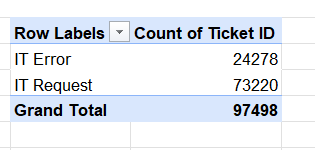 Row Labels Count of Ticket ID
IT Error 24278
IT Request 73220
Grand Total 97498